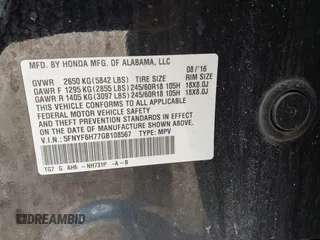 MFD. BY HONDA MFG. OF ALABAMA, LLC 08/'16
GVWR 2650 KG(5842 LBS) TIRE SIZE RIM SIZE
GAWR F 1295 KG(2855 LBS)245/60R18 105H 18X8.0J
GAWR R 1405 KG(3097 LBS)245/60R18 105H 18X8.0J
THIS VEHICLE CONFORMS TO ALL APPLICABLE
FEDERAL MOTOR VEHICLE SAFETY AND THEFT
PREVENTION STANDARDS IN EFFECT ON THE DATE
OF MANUFACTURE SHOWN ABOVE.
V.I.N.: 5FNYF6H77GB108567 TYPE: MPV
TG7 G AH6 -NH731P -A-B
DREAMBID